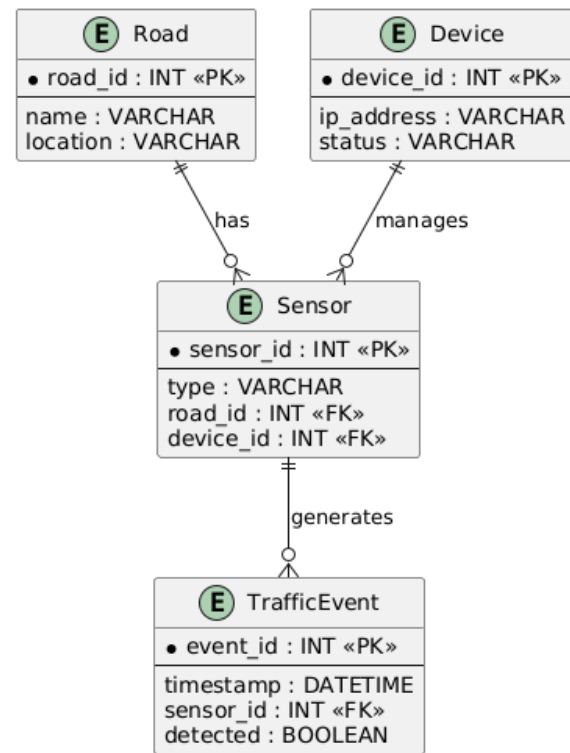 E Road
road_id : INT «PK»
name : VARCHAR
location : VARCHAR
E Device
device_id : INT «PK»
ip_address : VARCHAR
status : VARCHAR
has
manages
E Sensor
sensor_id : INT «PK»
type : VARCHAR
road_id : INT «FK»
device_id : INT «FK»
generates
E TrafficEvent
event_id : INT «PK»
timestamp : DATETIME
sensor_id : INT «FK»
detected : BOOLEAN